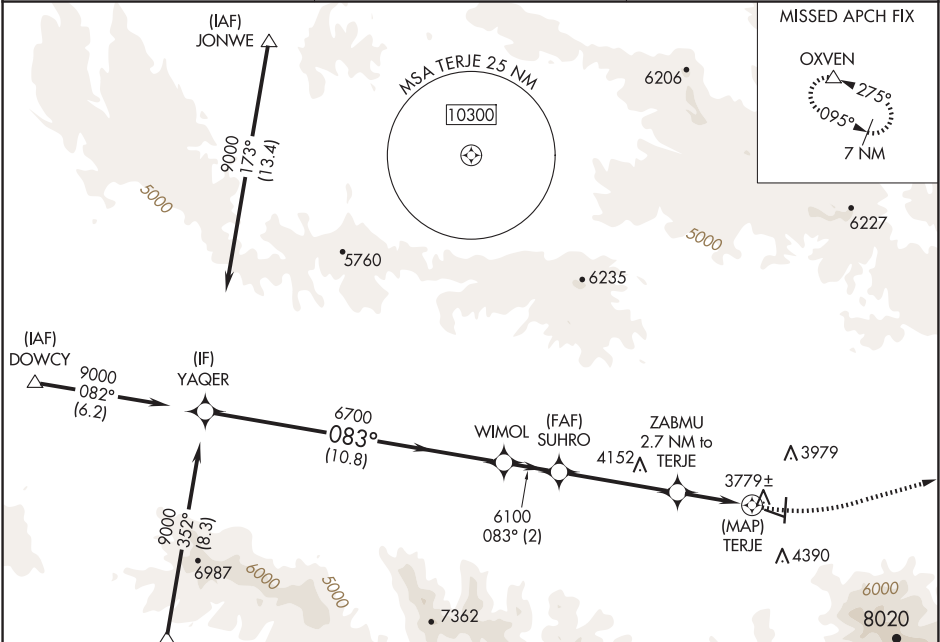 (IAF)
JONWE
9000
173°
(13.4)
MSA TERJE 25 NM
10300
6206
MISSED APCH FIX
OXVEN
275°
095°
7 NM
5000
5760
6235
5000
6227
(IAF)
DOWCY
9000
082°
(6.2)
(IF)
YAQER
6700
083°
(10.8)
WIMOL
(FAF)
SUHRO
6100
083° (2)
4152
ZABMU
2.7 NM to
TERJE
3779±
3979
(MAP)
TERJE
4390
9000
352°
(8.3)
6987
6000
5000
7362
6000
8020